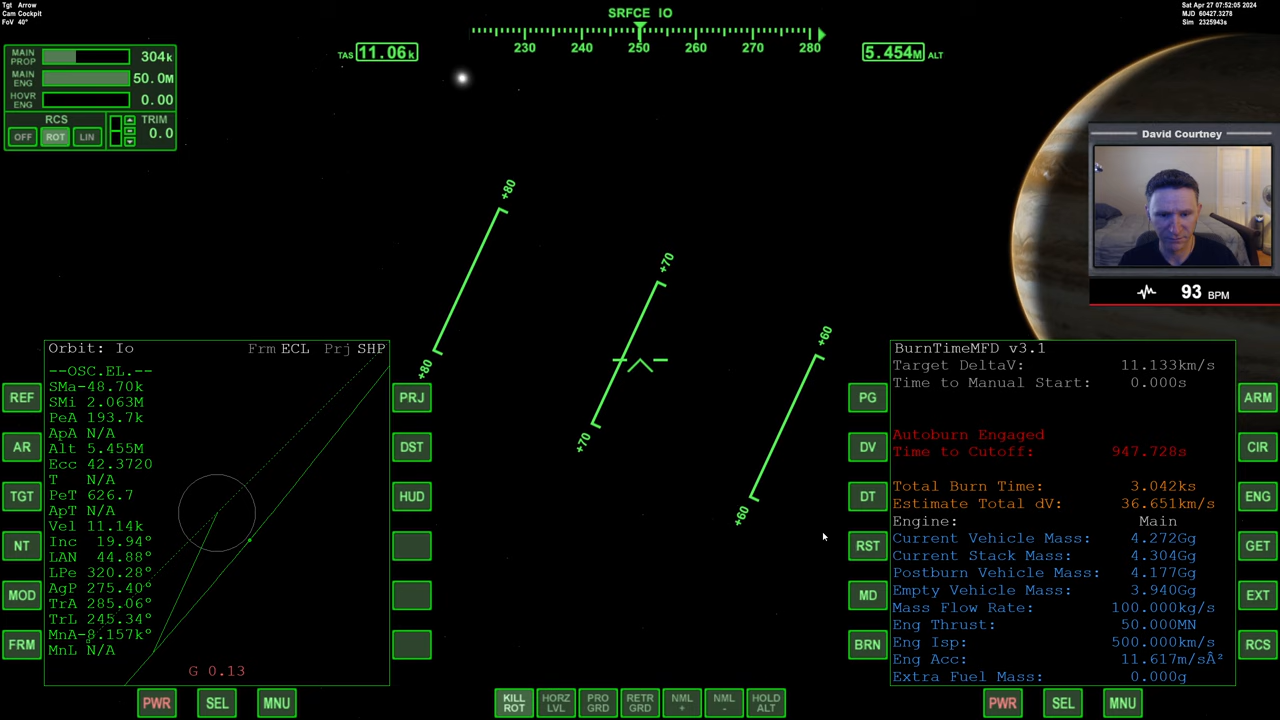 Tgt Arrow
Cam Cockpit
FoV 40°
SRFCE IO
Sat Apr 27 07:52:05 2024
MJD 60427.3278
Sim 2325943s
230 240 250 260 270 280
TAS 11.06k
5.454M ALT
MAIN PROP 304k
MAIN ENG 50.0M
HOVR ENG 0.00
RCS
TRIM
0.0
OFF ROT LIN
David Courtney
93 BPM
+80
+80
+70
+70
+60
+60
Orbit: Io Frm ECL Prj SHP
--OSC.EL.--
SMa-48.70k
SMi 2.063M
PeA 193.7k
ApA N/A
Alt 5.455M
Ecc 42.3720
T N/A
PeT 626.7
ApT N/A
Vel 11.14k
Inc 19.94°
LAN 44.88°
LPe 320.28°
AgP 275.40°
TrA 285.06°
TrL 245.34°
MnA-8.157k°
MnL N/A
G 0.13
REF
AR
TGT
NT
MOD
FRM
PRJ
DST
HUD
PWR SEL MNU
KILL ROT
HORZ LVL
PRO GRD
RETR GRD
NML +
NML -
HOLD ALT
BurnTimeMFD v3.1
Target DeltaV: 11.133km/s
Time to Manual Start: 0.000s
Autoburn Engaged
Time to Cutoff: 947.728s
Total Burn Time: 3.042ks
Estimate Total dV: 36.651km/s
Engine: Main
Current Vehicle Mass: 4.272Gg
Current Stack Mass: 4.304Gg
Postburn Vehicle Mass: 4.177Gg
Empty Vehicle Mass: 3.940Gg
Mass Flow Rate: 100.000kg/s
Eng Thrust: 50.000MN
Eng Isp: 500.000km/s
Eng Acc: 11.617m/sÂ²
Extra Fuel Mass: 0.000g
PG
DV
DT
RST
MD
BRN
ARM
CIR
ENG
GET
EXT
RCS
PWR SEL MNU